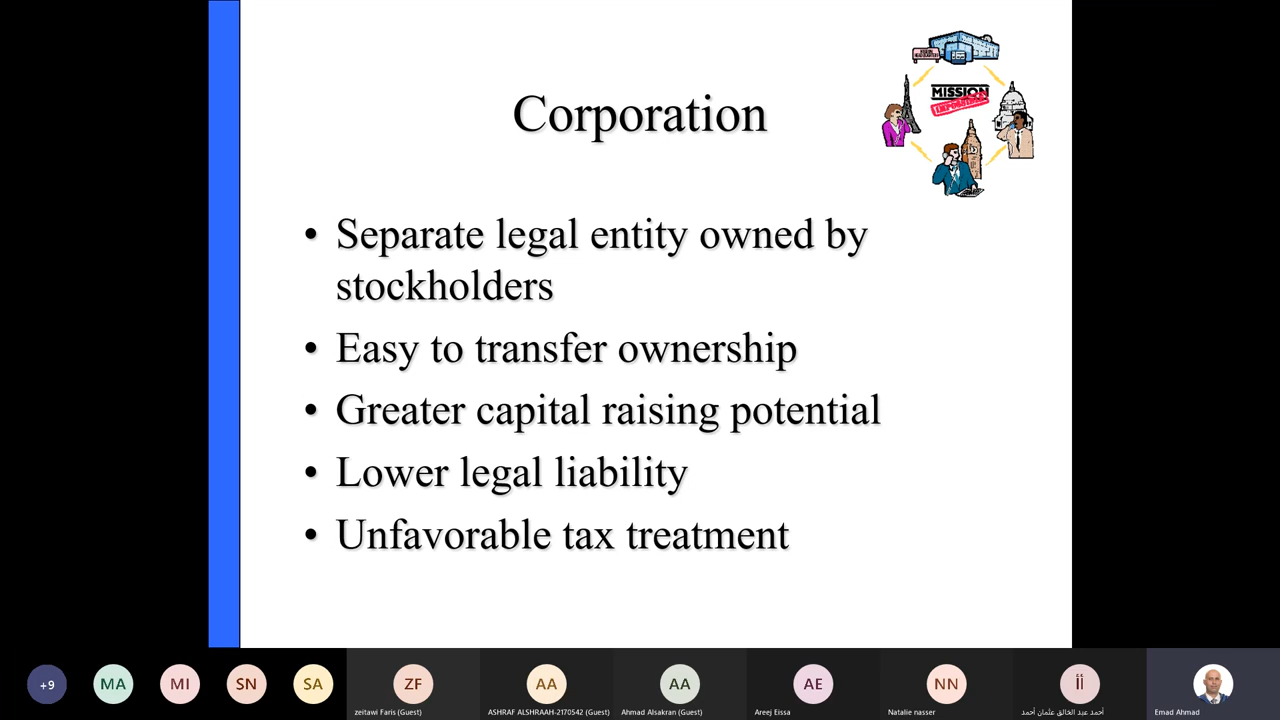 MISSION
Corporation
• Separate legal entity owned by
stockholders
• Easy to transfer ownership
• Greater capital raising potential
• Lower legal liability
• Unfavorable tax treatment
+9
MA
MI
SN
SA
ZF
AA
AA
AE
NN
zeitawi Faris (Guest)
ASHRAF ALSHRAAH-2170542 (Guest)
Ahmad Alsakran (Guest)
Areej Eissa
Natalie nasser
أحمد عبد الخالق عثمان أحمد
Emad Ahmad